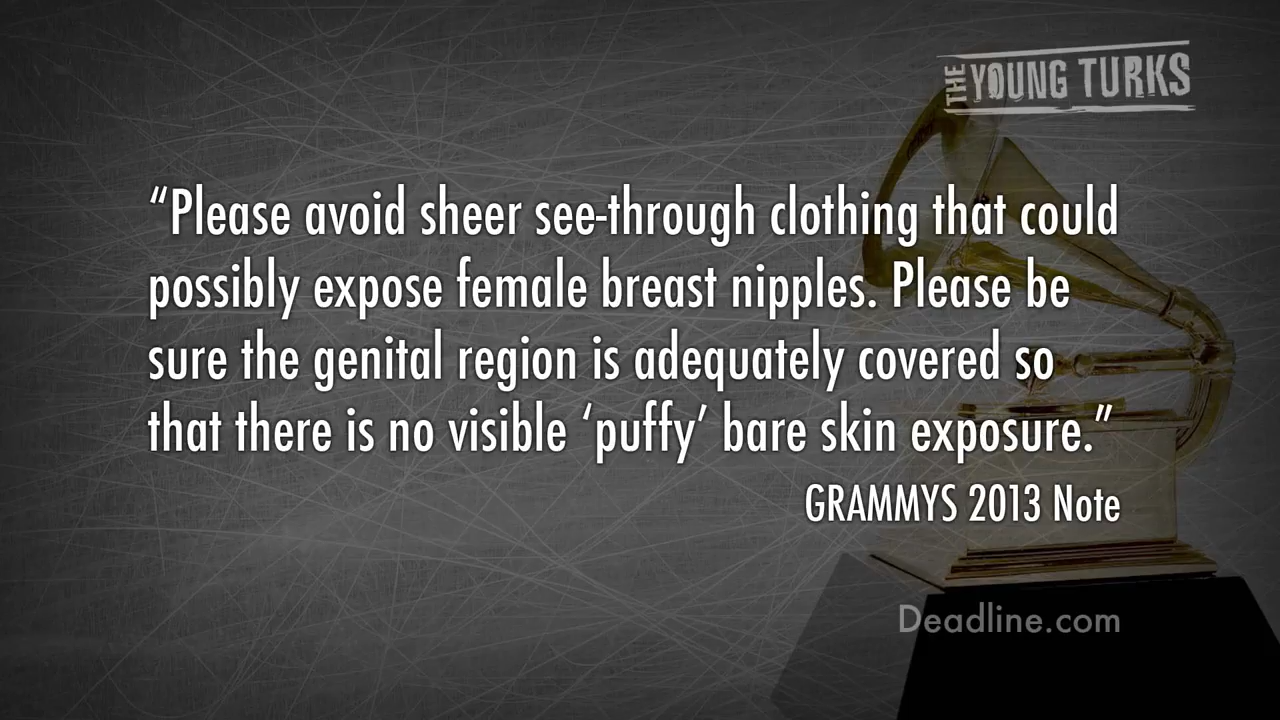 THE YOUNG TURKS
“Please avoid sheer see-through clothing that could
possibly expose female breast nipples. Please be
sure the genital region is adequately covered so
that there is no visible ‘puffy’ bare skin exposure.”
GRAMMYS 2013 Note
Deadline.com